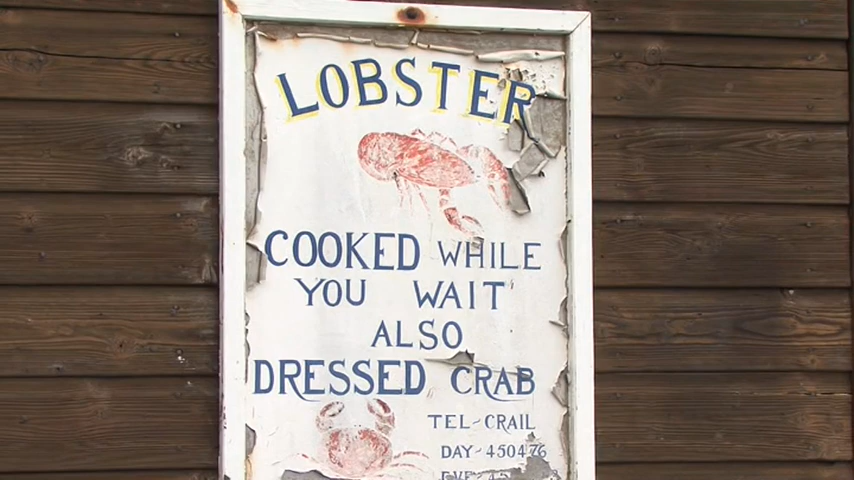 LOBSTER
COOKED WHILE
YOU WAIT
ALSO
DRESSED CRAB
TEL-CRAIL
DAY-450476